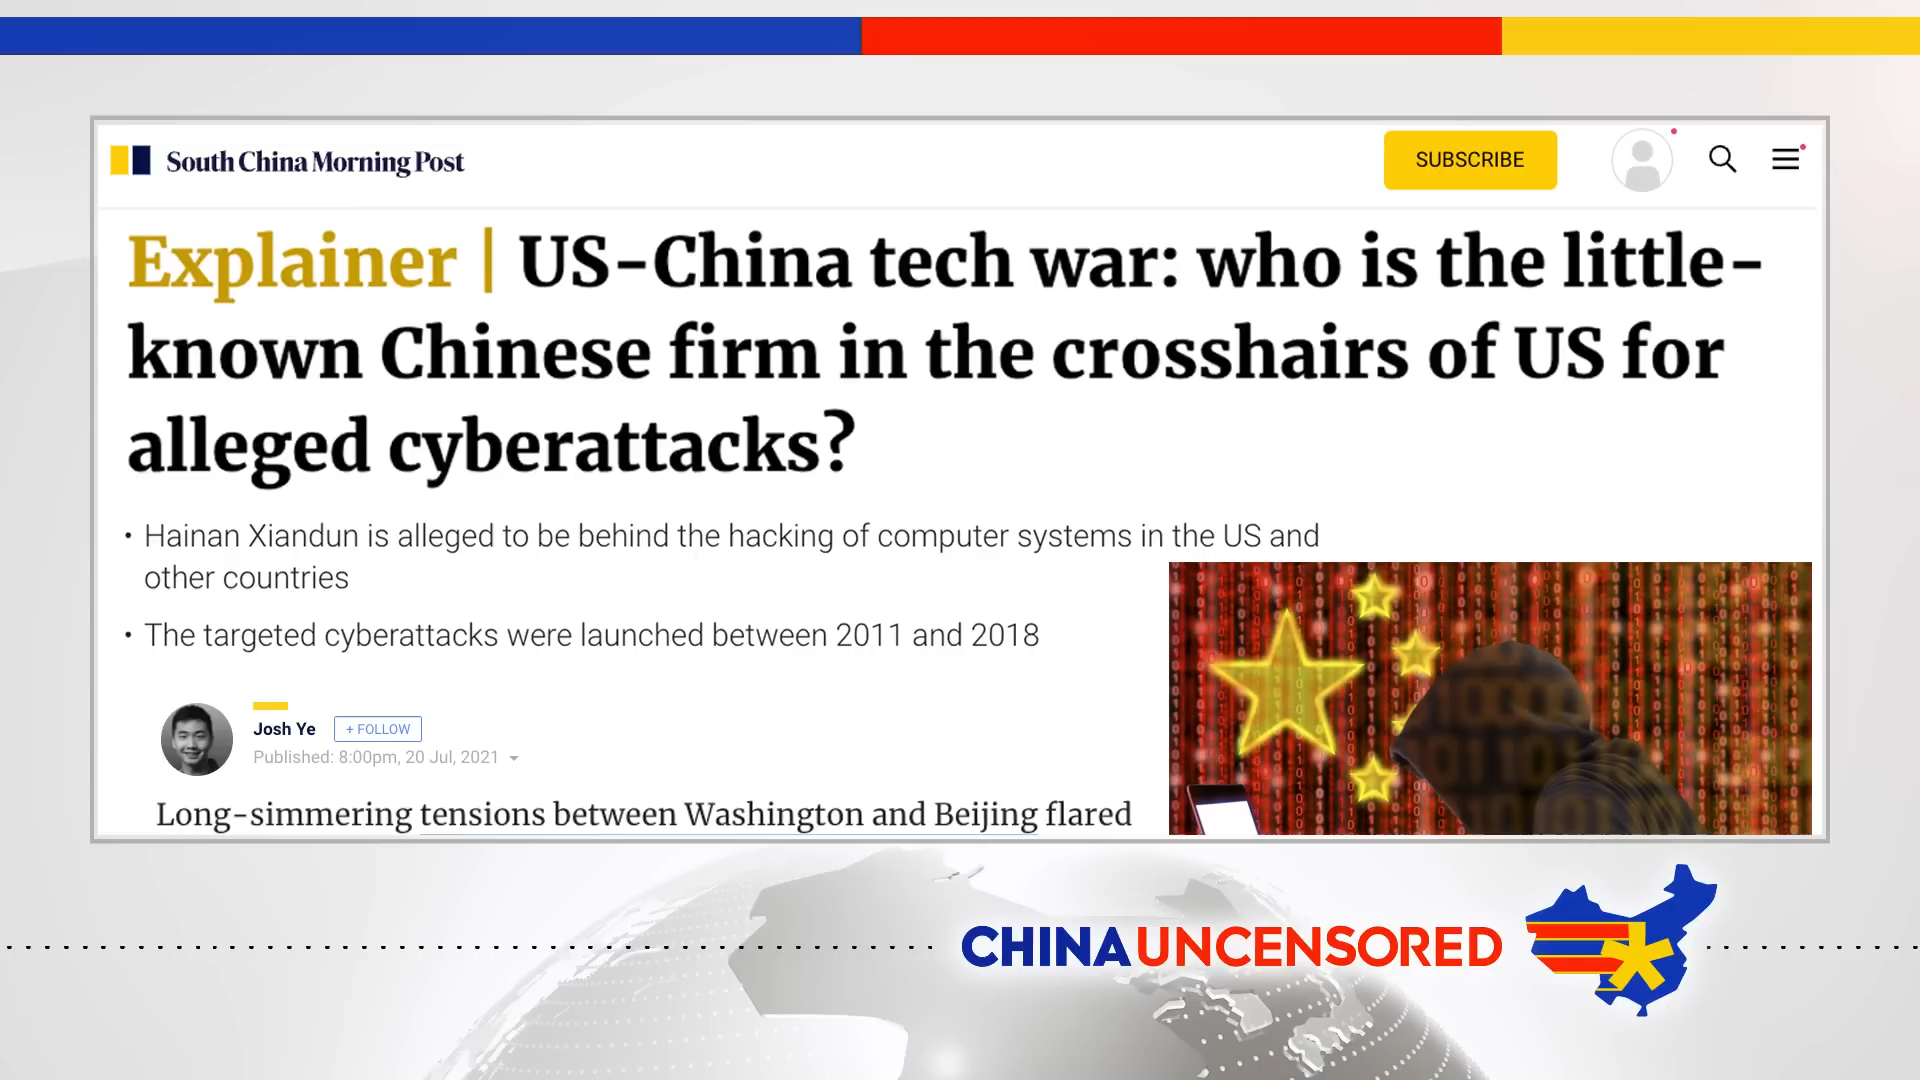 South China Morning Post
SUBSCRIBE
Explainer | US-China tech war: who is the little-
known Chinese firm in the crosshairs of US for
alleged cyberattacks?
• Hainan Xiandun is alleged to be behind the hacking of computer systems in the US and
other countries
• The targeted cyberattacks were launched between 2011 and 2018
Josh Ye
+ FOLLOW
Published: 8:00pm, 20 Jul, 2021
Long-simmering tensions between Washington and Beijing flared
CHINA UNCENSORED